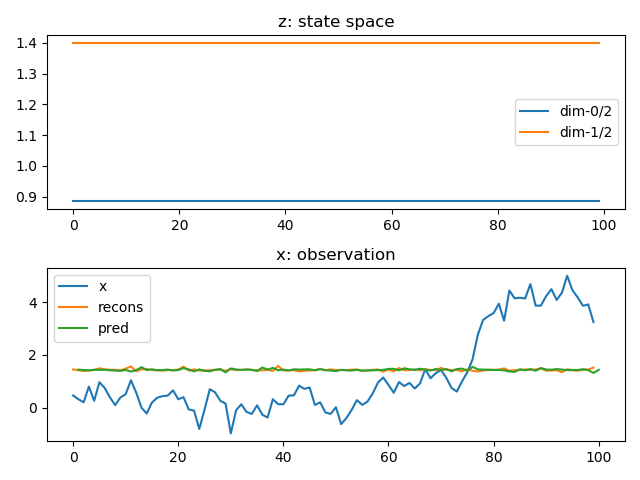 z: state space
1.4
1.3
1.2
1.1
1.0
0.9
dim-0/2
dim-1/2
0 20 40 60 80 100
x: observation
x
recons
pred
4
2
0
0 20 40 60 80 100